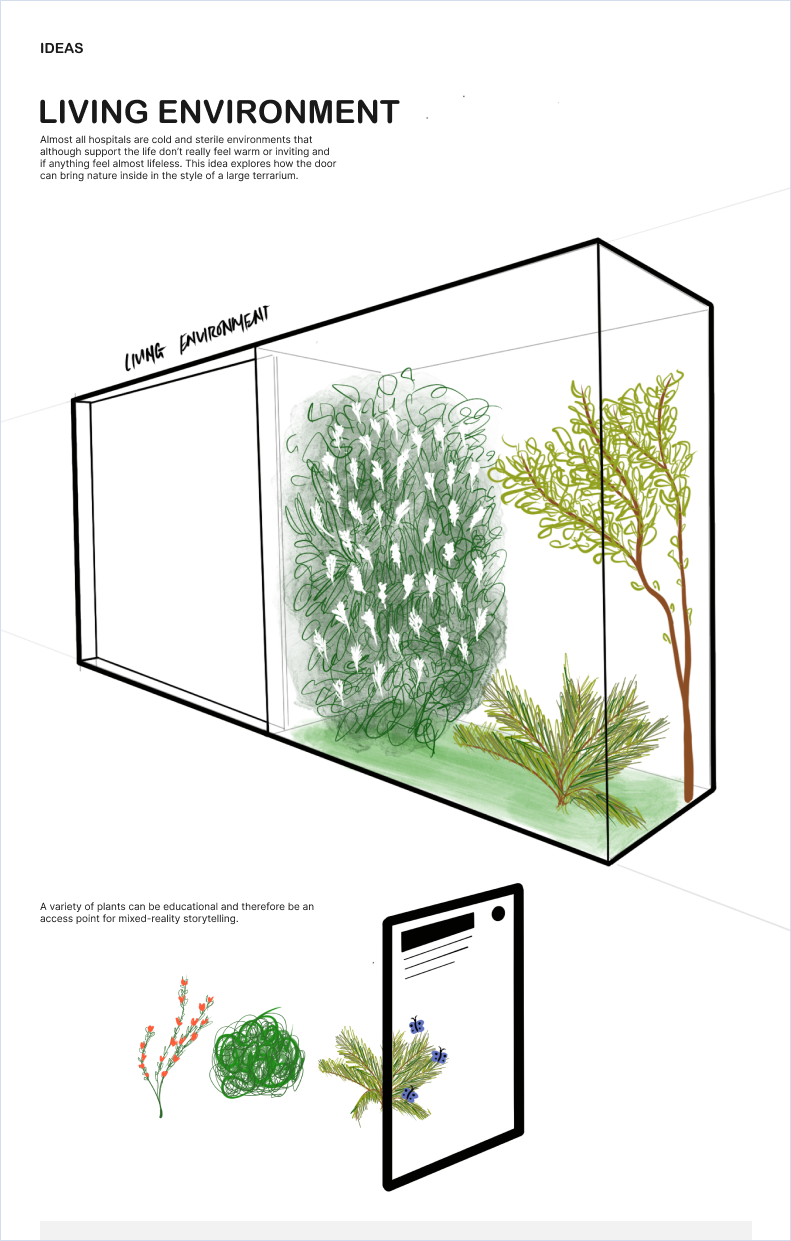 IDEAS
LIVING ENVIRONMENT
Almost all hospitals are cold and sterile environments that
although support the life don't really feel warm or inviting and
if anything feel almost lifeless. This idea explores how the door
can bring nature inside in the style of a large terrarium.
LIVING ENVIRONMENT
A variety of plants can be educational and therefore be an
access point for mixed-reality storytelling.